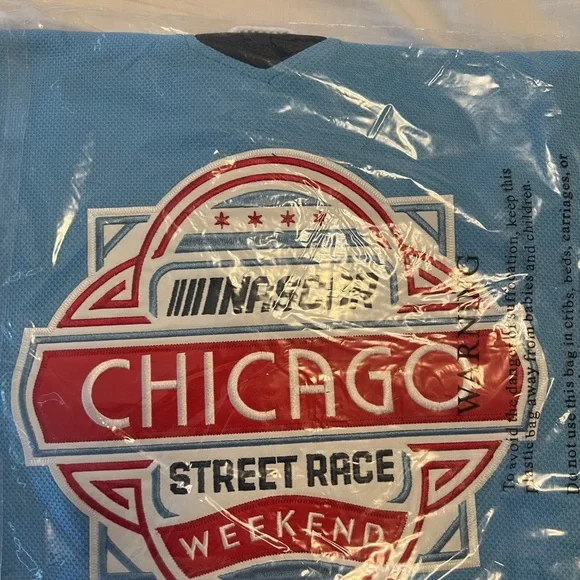 NASCAR
CHICAGO
STREET RACE
WEEKEND
WARNING
To avoid the danger of suffocation, keep this
plastic bag away from babies and children.
Do not use this bag in cribs, beds, carriages, or